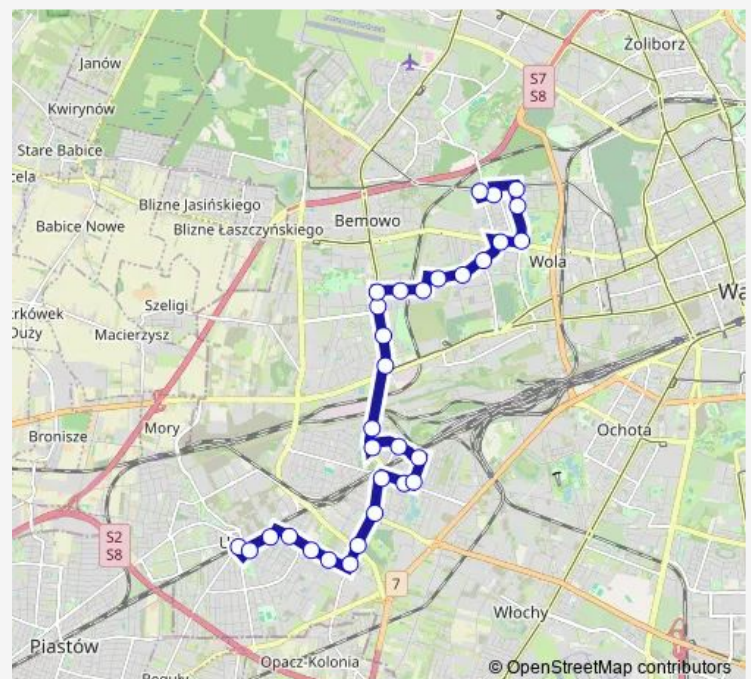 Żoliborz
Janów
S7
S8
Kwirynów
Stare Babice
Blizne Jasińskiego
Bemowo
Babice Nowe
Blizne Łaszczyńskiego
Wola
Szeligi
Macierzysz
Mory
Bronisze
Ochota
S2
S8
7
Włochy
Piastów
Opacz-Kolonia
© OpenStreetMap contributors